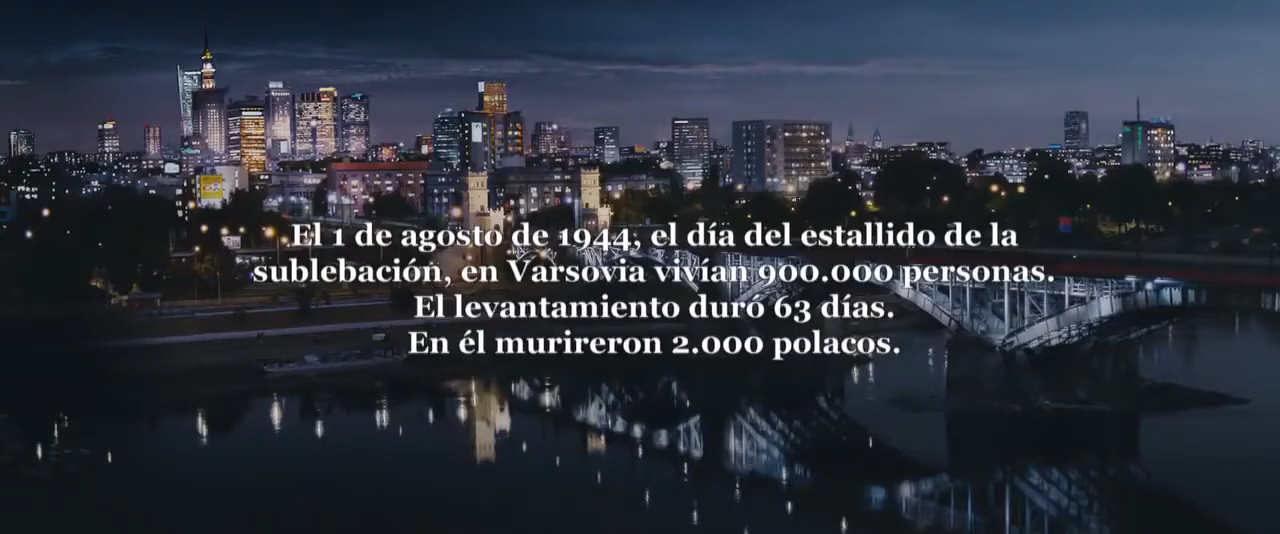 El 1 de agosto de 1944, el día del estallido de la
sublebación, en Varsovia vivían 900.000 personas.
El levantamiento duró 63 días.
En él murireron 2.000 polacos.